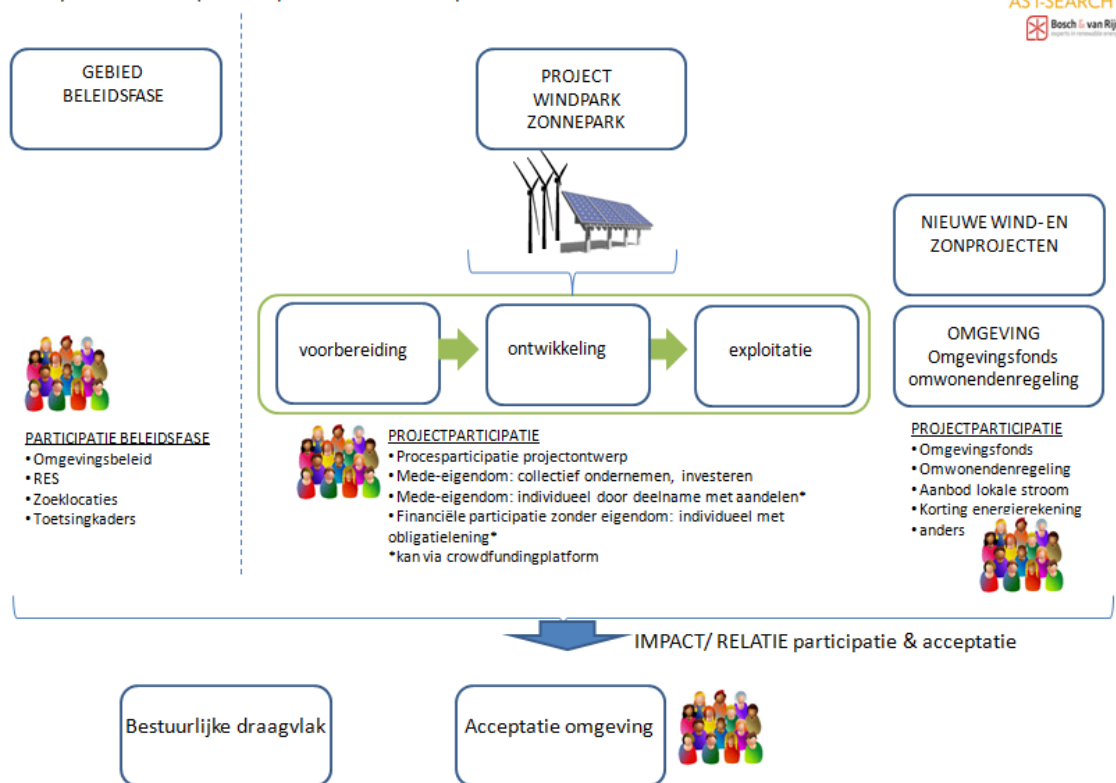 AST-SEARCH
Bosch & van Rij
GEBIED
BELEIDSFASE
PROJECT
WINDPARK
ZONNEPARK
NIEUWE WIND- EN
ZONPROJECTEN
voorbereiding
ontwikkeling
exploitatie
OMGEVING
Omgevingsfonds
omwonendenregeling
PARTICIPATIE BELEIDSFASE
• Omgevingsbeleid
• RES
• Zoeklocaties
• Toetsingkaders
PROJECTPARTICIPATIE
• Procesparticipatie projectontwerp
• Mede-eigendom: collectief ondernemen, investeren
• Mede-eigendom: individueel door deelname met aandelen*
• Financiële participatie zonder eigendom: individueel met
obligatielening*
*kan via crowdfundingplatform
PROJECTPARTICIPATIE
• Omgevingsfonds
• Omwonendenregeling
• Aanbod lokale stroom
• Korting energierekening
• anders
IMPACT/ RELATIE participatie & acceptatie
Bestuurlijke draagvlak
Acceptatie omgeving